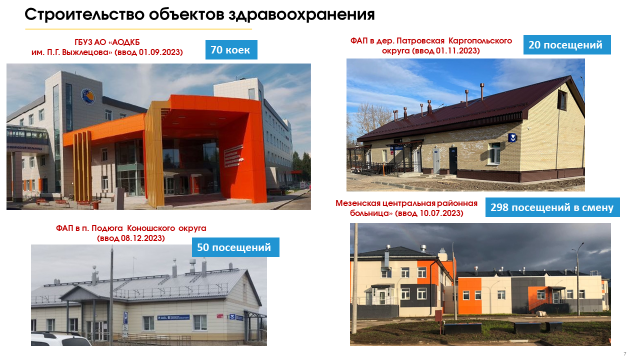 Строительство объектов здравоохранения
ГБУЗ АО «АОДКБ
им. П.Г. Выжлецова» (ввод 01.09.2023)
70 коек
ФАП в дер. Патровская Каргопольского
округа (ввод 01.11.2023)
20 посещений
Мезенская центральная районная
больница» (ввод 10.07.2023)
298 посещений в смену
ФАП в п. Подюга Коношского округа
(ввод 08.12.2023)
50 посещений